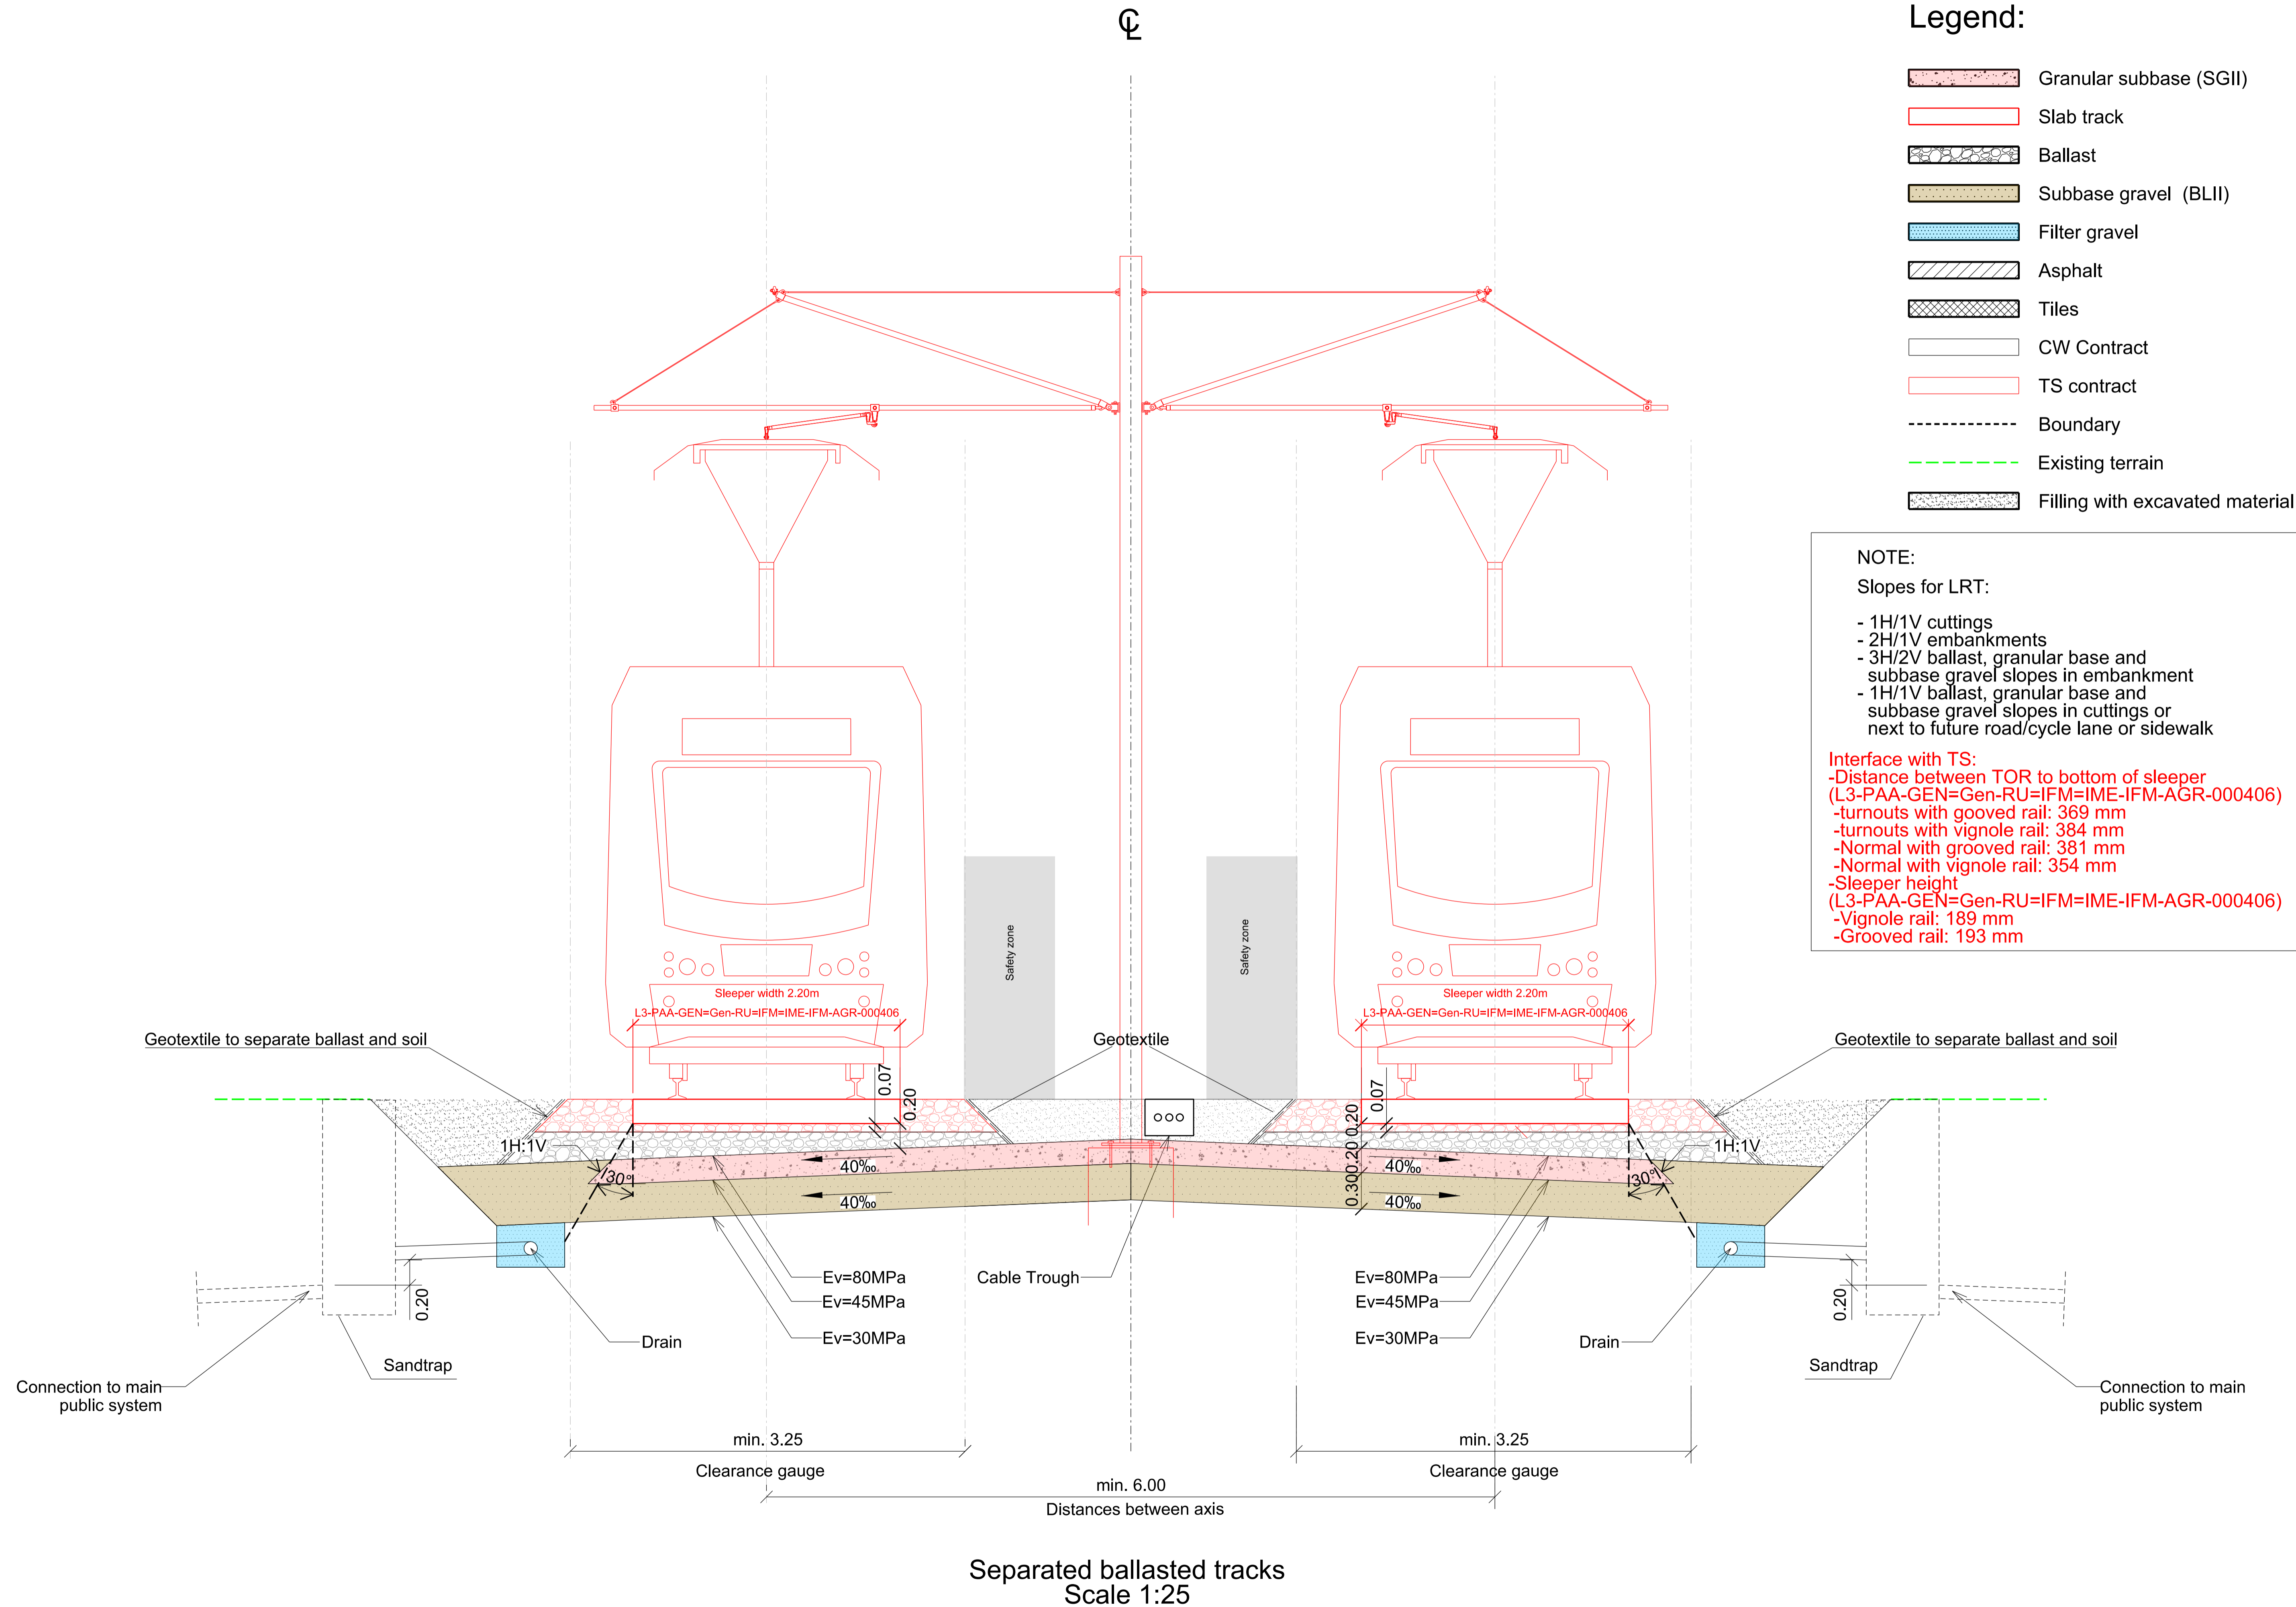 ℄
Legend:
Granular subbase (SGII)
Slab track
Ballast
Subbase gravel (BLII)
Filter gravel
Asphalt
Tiles
CW Contract
TS contract
Boundary
Existing terrain
Filling with excavated material
NOTE:
Slopes for LRT:
- 1H/1V cuttings
- 2H/1V embankments
- 3H/2V ballast, granular base and
subbase gravel slopes in embankment
- 1H/1V ballast, granular base and
subbase gravel slopes in cuttings or
next to future road/cycle lane or sidewalk
Interface with TS:
-Distance between TOR to bottom of sleeper
(L3-PAA-GEN=Gen-RU=IFM=IME-IFM-AGR-000406)
-turnouts with gooved rail: 369 mm
-turnouts with vignole rail: 384 mm
-Normal with grooved rail: 381 mm
-Normal with vignole rail: 354 mm
-Sleeper height
(L3-PAA-GEN=Gen-RU=IFM=IME-IFM-AGR-000406)
-Vignole rail: 189 mm
-Grooved rail: 193 mm
Safety zone
Safety zone
Sleeper width 2.20m
L3-PAA-GEN=Gen-RU=IFM=IME-IFM-AGR-000406
Sleeper width 2.20m
L3-PAA-GEN=Gen-RU=IFM=IME-IFM-AGR-000406
Geotextile to separate ballast and soil
Geotextile
Geotextile to separate ballast and soil
0.07
0.20
0.07
0.20
0.20
0.30
1H:1V
30°
40‰
40‰
40‰
40‰
1H:1V
30°
Ev=80MPa
Ev=45MPa
Ev=30MPa
Cable Trough
Ev=80MPa
Ev=45MPa
Ev=30MPa
0.20
0.20
Drain
Drain
Sandtrap
Sandtrap
Connection to main
public system
Connection to main
public system
min. 3.25
Clearance gauge
min. 3.25
Clearance gauge
min. 6.00
Distances between axis
Separated ballasted tracks
Scale 1:25